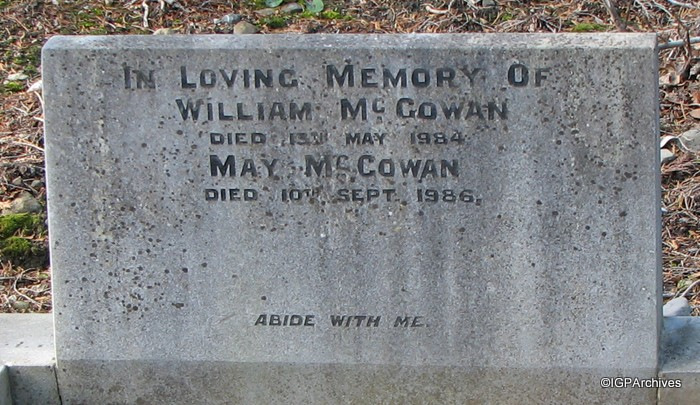 IN LOVING MEMORY OF
WILLIAM McGOWAN
DIED 13TH MAY 1984
MAY McGOWAN
DIED 10TH SEPT. 1986,
ABIDE WITH ME.
©IGPArchives